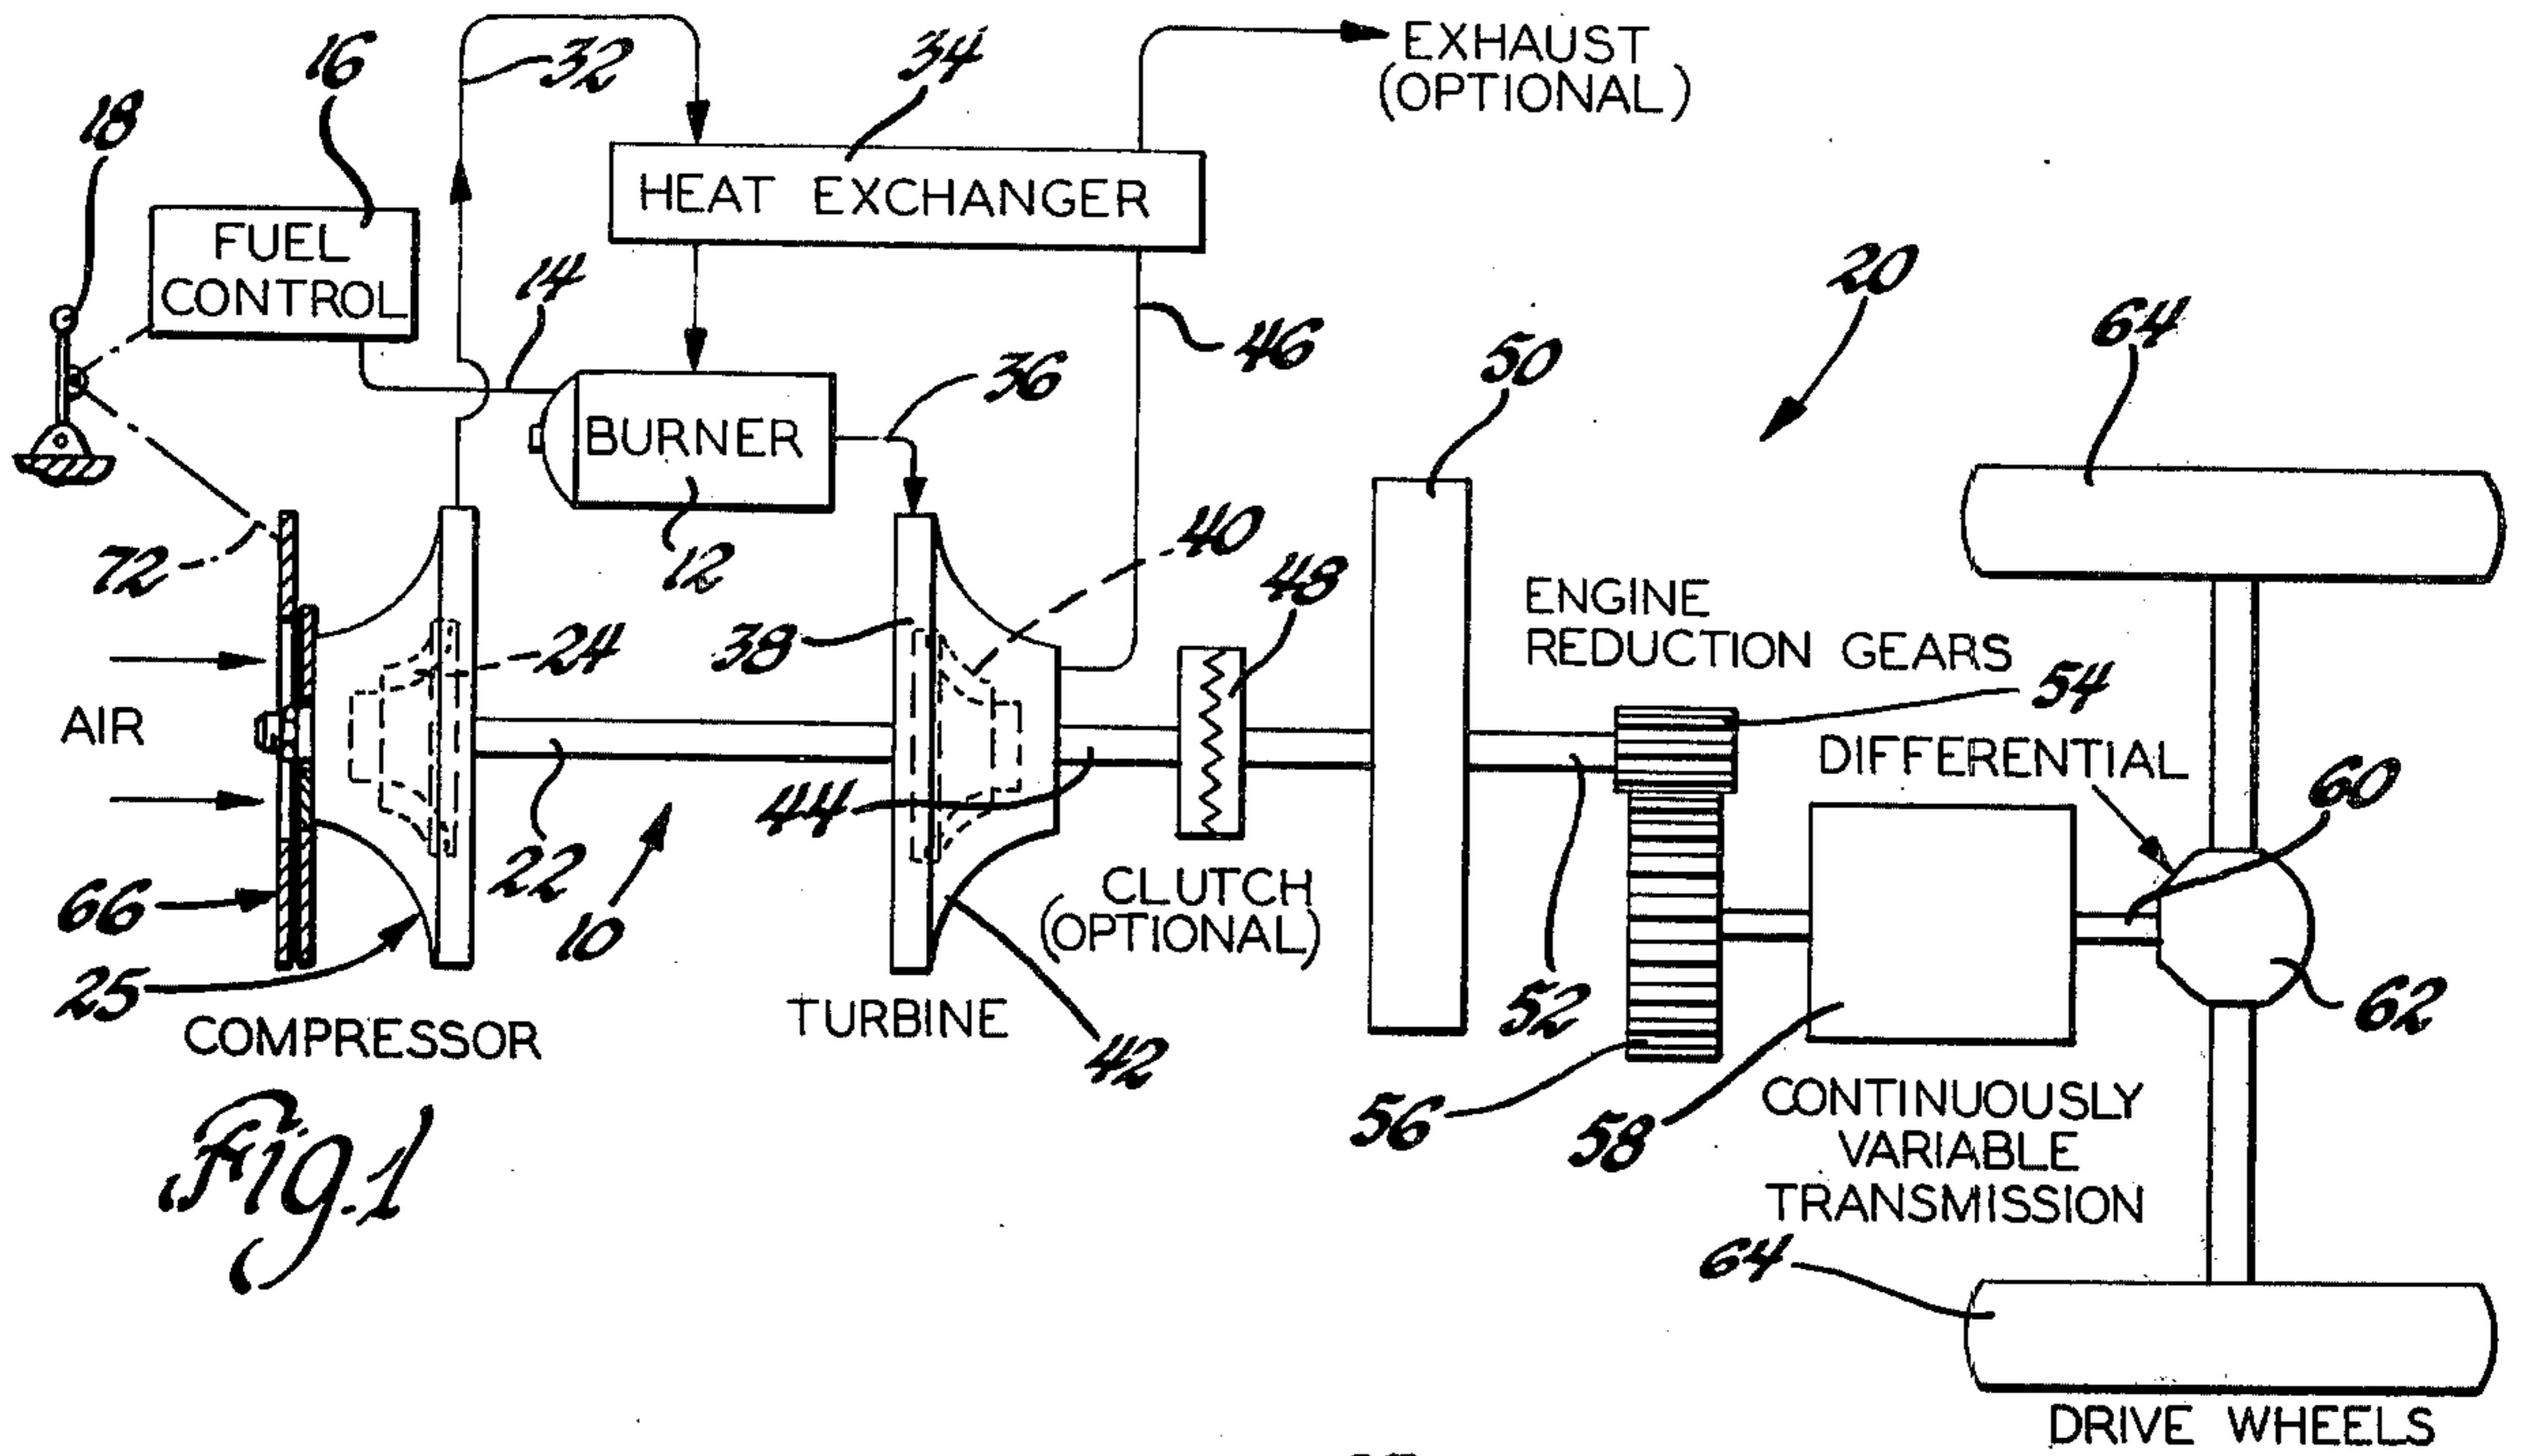 16
32
34
EXHAUST
(OPTIONAL)
18
HEAT EXCHANGER
FUEL
CONTROL
14
20
46
64
36
50
BURNER
12
40
72
48
ENGINE
REDUCTION GEARS
38
24
54
AIR
DIFFERENTIAL
60
44
22
CLUTCH
(OPTIONAL)
66
10
25
62
52
TURBINE
COMPRESSOR
42
56
58
CONTINUOUSLY
VARIABLE
TRANSMISSION
Fig. 1
64
DRIVE WHEELS